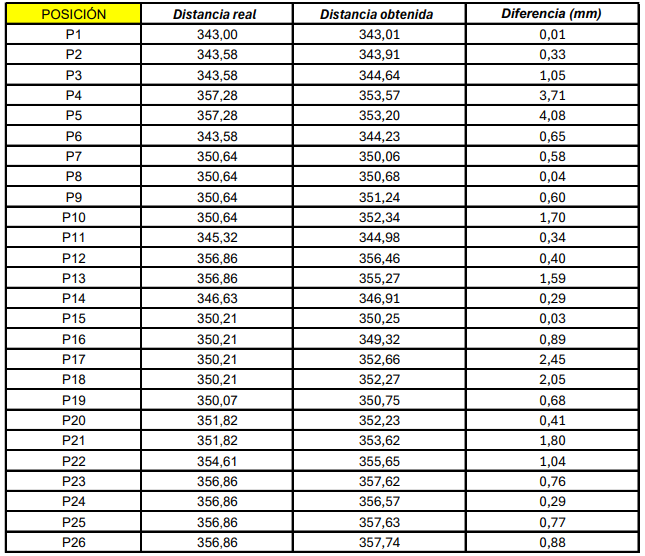 POSICIÓN Distancia real Distancia obtenida Diferencia (mm)
P1 343,00 343,01 0,01
P2 343,58 343,91 0,33
P3 343,58 344,64 1,05
P4 357,28 353,57 3,71
P5 357,28 353,20 4,08
P6 343,58 344,23 0,65
P7 350,64 350,06 0,58
P8 350,64 350,68 0,04
P9 350,64 351,24 0,60
P10 350,64 352,34 1,70
P11 345,32 344,98 0,34
P12 356,86 356,46 0,40
P13 356,86 355,27 1,59
P14 346,63 346,91 0,29
P15 350,21 350,25 0,03
P16 350,21 349,32 0,89
P17 350,21 352,66 2,45
P18 350,21 352,27 2,05
P19 350,07 350,75 0,68
P20 351,82 352,23 0,41
P21 351,82 353,62 1,80
P22 354,61 355,65 1,04
P23 356,86 357,62 0,76
P24 356,86 356,57 0,29
P25 356,86 357,63 0,77
P26 356,86 357,74 0,88